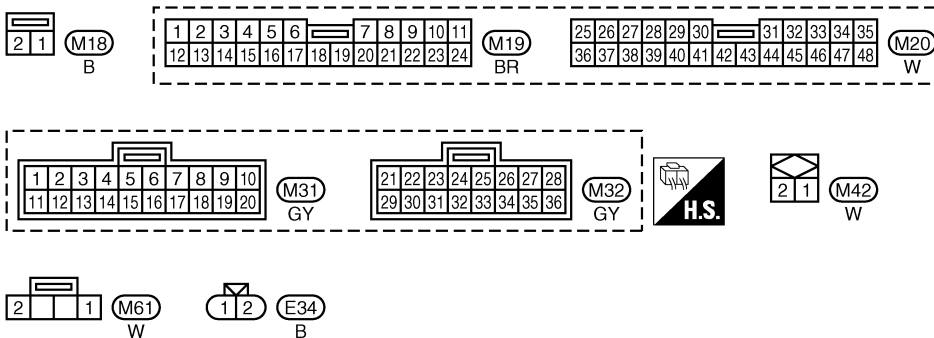 2 1 M18
B
1 2 3 4 5 6 7 8 9 10 11
12 13 14 15 16 17 18 19 20 21 22 23 24
M19
BR
25 26 27 28 29 30 31 32 33 34 35
36 37 38 39 40 41 42 43 44 45 46 47 48
M20
W
1 2 3 4 5 6 7 8 9 10
11 12 13 14 15 16 17 18 19 20
M31
GY
21 22 23 24 25 26 27 28
29 30 31 32 33 34 35 36
M32
GY
H.S.
2 1 M42
W
2 1 M61
W
1 2 E34
B